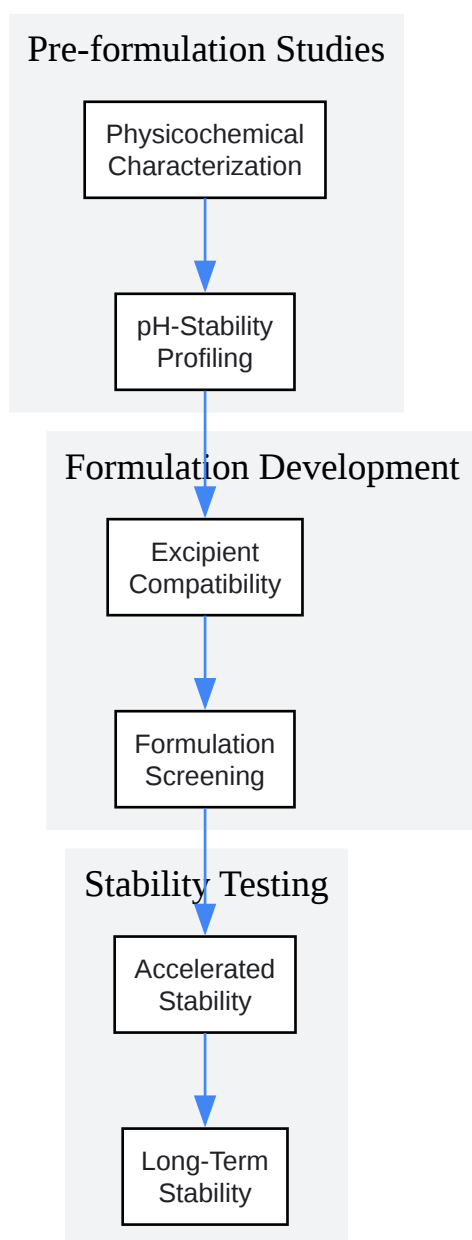 Pre-formulation Studies
Physicochemical
Characterization
pH-Stability
Profiling
Formulation Development
Excipient
Compatibility
Formulation
Screening
Stability Testing
Accelerated
Stability
Long-Term
Stability